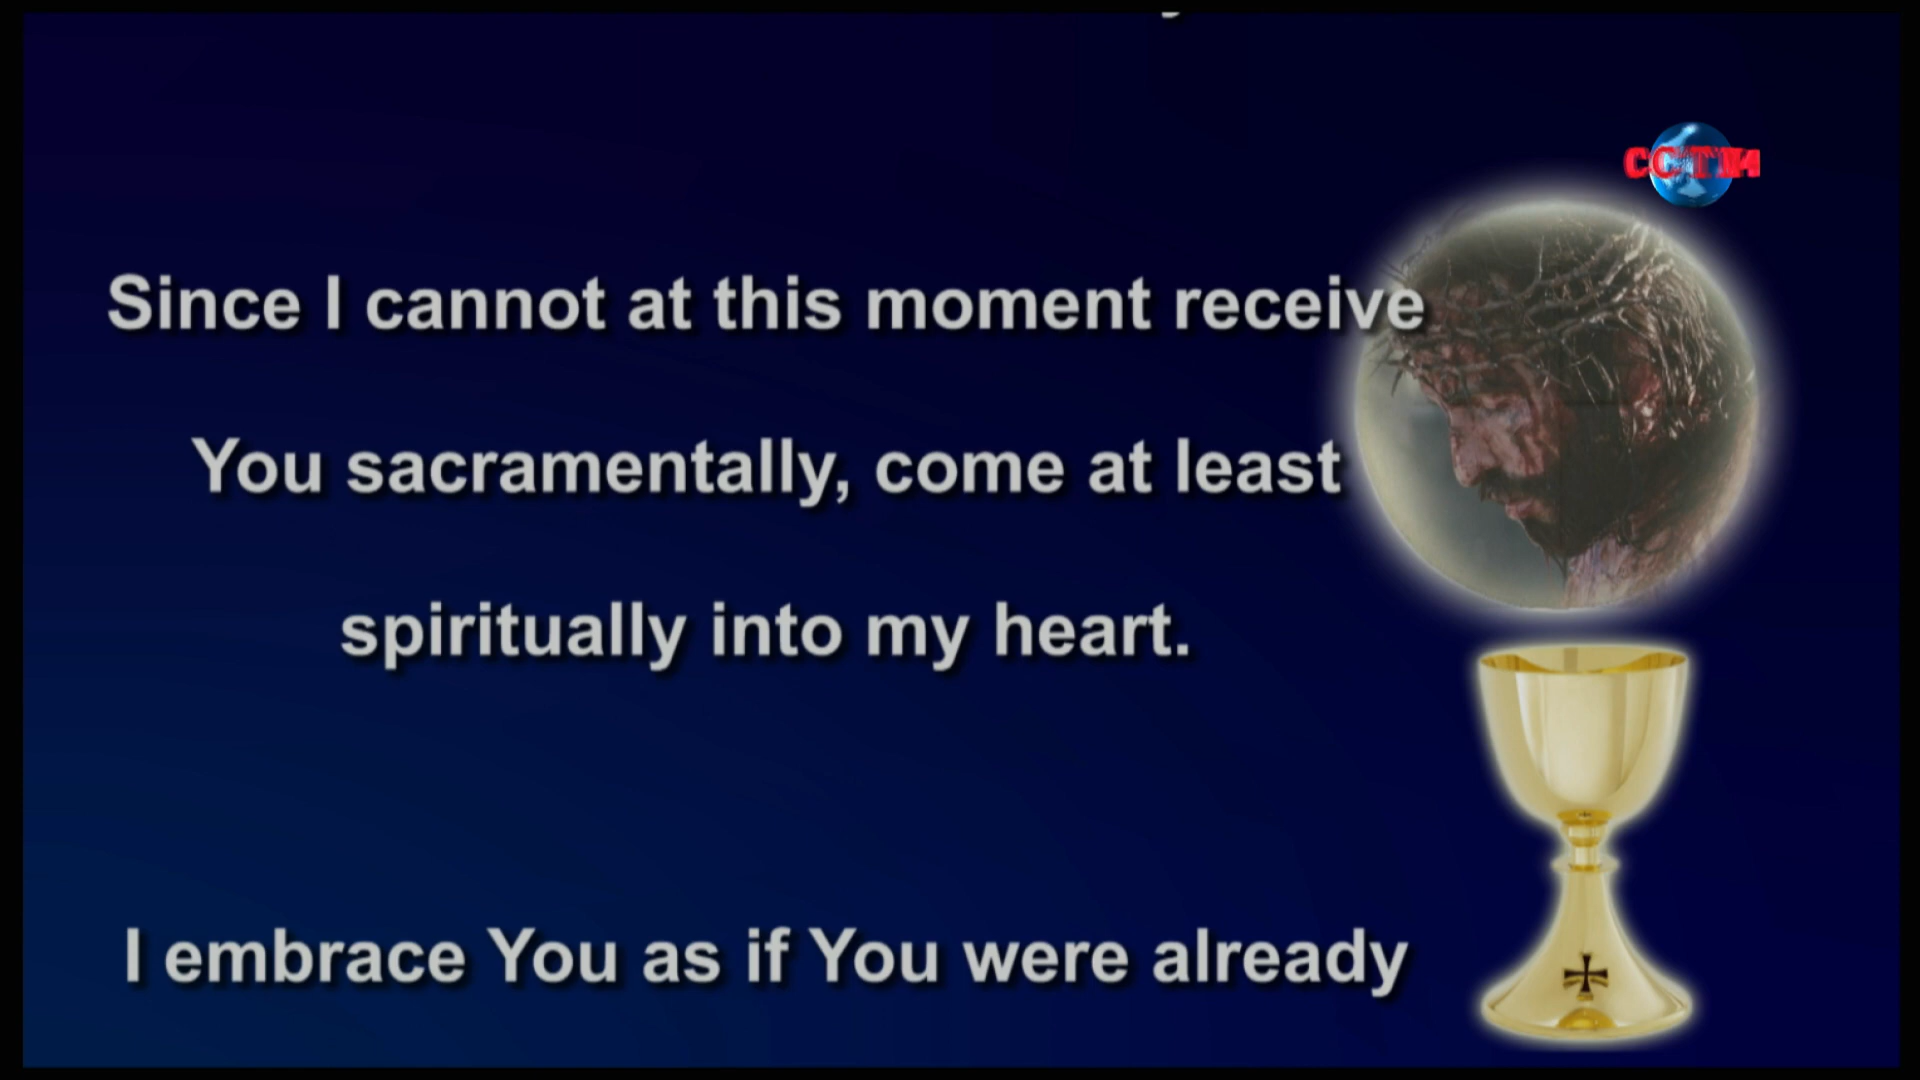 CCTN
Since I cannot at this moment receive
You sacramentally, come at least
spiritually into my heart.
I embrace You as if You were already